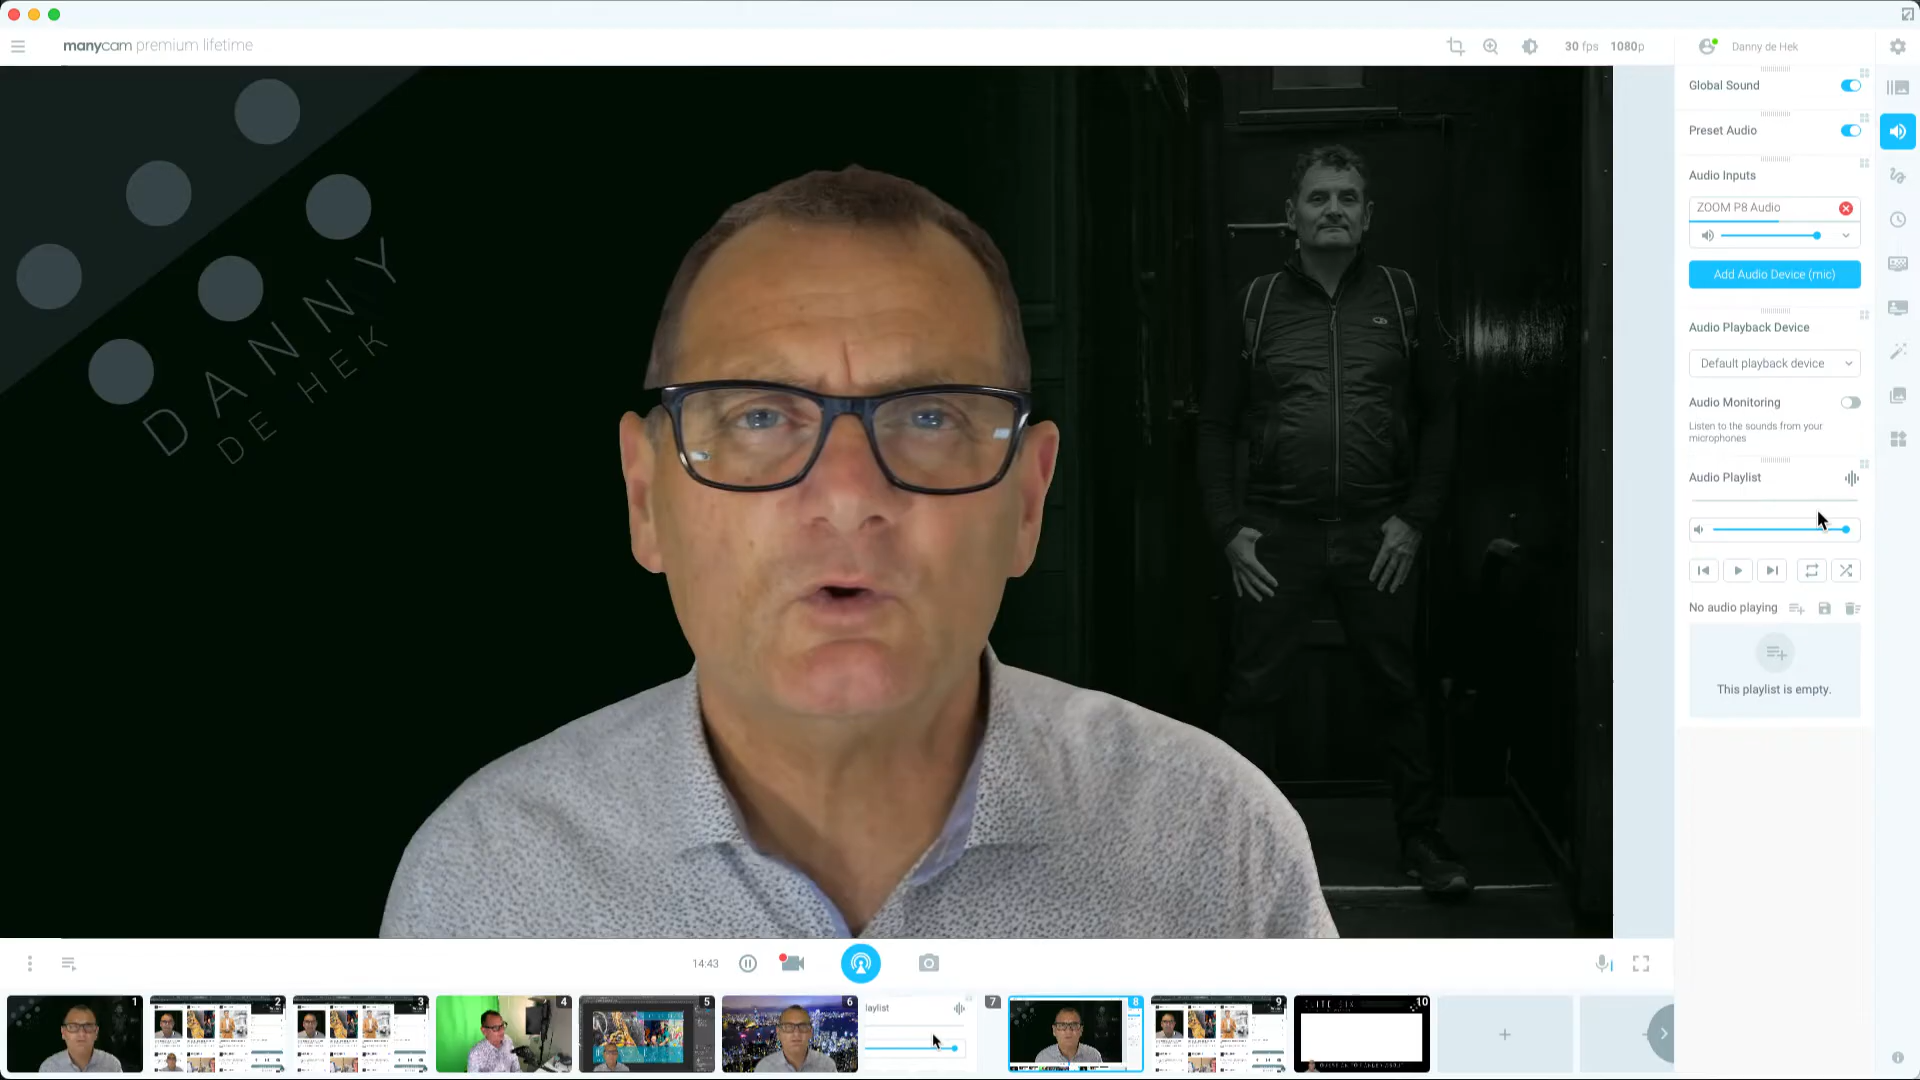 manycam premium lifetime
30 fps 1080p
Danny de Hek
Global Sound
Preset Audio
Audio Inputs
ZOOM P8 Audio
Add Audio Device (mic)
Audio Playback Device
Default playback device
Audio Monitoring
Listen to the sounds from your
microphones
Audio Playlist
No audio playing
This playlist is empty.
DANNY
DE HEK
14:43
1
2
3
4
5
6
laylist
7
8
9
10